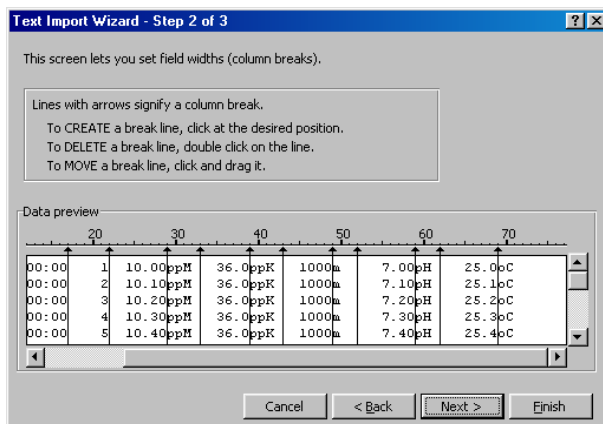 Text Import Wizard - Step 2 of 3
This screen lets you set field widths (column breaks).
Lines with arrows signify a column break.
To CREATE a break line, click at the desired position.
To DELETE a break line, double click on the line.
To MOVE a break line, click and drag it.
Data preview
20 30 40 50 60 70
00:00 1 10.00ppM 36.0ppK 1000m 7.00pH 25.0oC
00:00 2 10.10ppM 36.0ppK 1000m 7.10pH 25.1oC
00:00 3 10.20ppM 36.0ppK 1000m 7.20pH 25.2oC
00:00 4 10.30ppM 36.0ppK 1000m 7.30pH 25.3oC
00:00 5 10.40ppM 36.0ppK 1000m 7.40pH 25.4oC
Cancel < Back Next > Finish